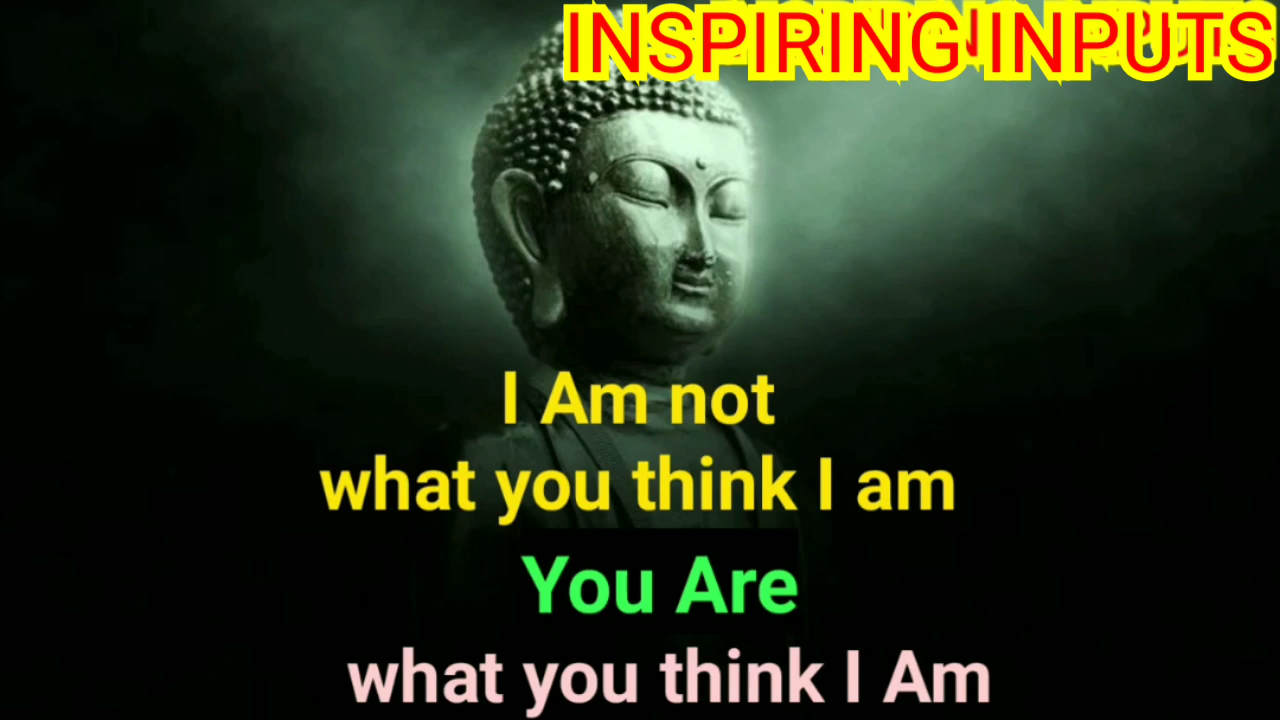 INSPIRING INPUTS
I Am not
what you think I am
You Are
what you think I Am